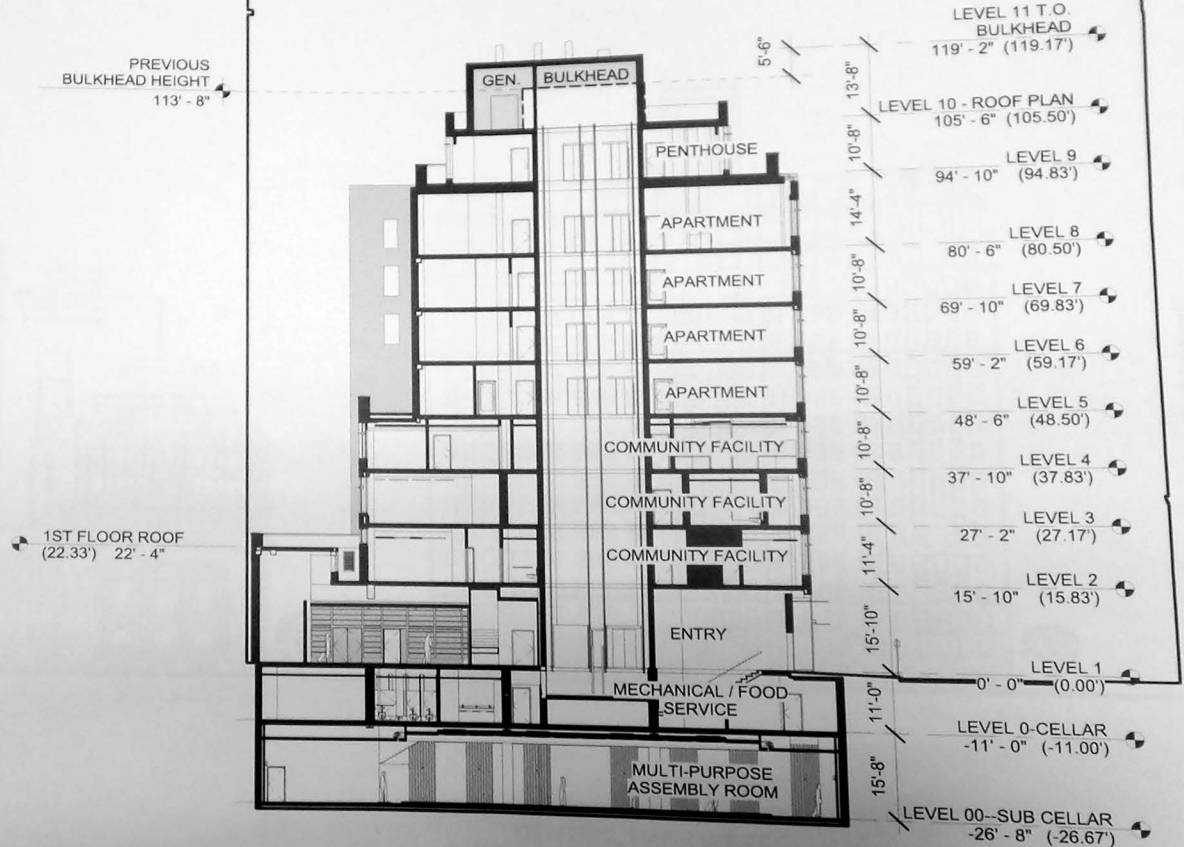 LEVEL 11 T.O.
BULKHEAD
119' - 2" (119.17')
5'-6"
13'-8"
PREVIOUS
BULKHEAD HEIGHT
113' - 8"
GEN.
BULKHEAD
LEVEL 10 - ROOF PLAN
105' - 6" (105.50')
10'-8"
PENTHOUSE
LEVEL 9
94' - 10" (94.83')
14'-4"
APARTMENT
LEVEL 8
80' - 6" (80.50')
10'-8"
APARTMENT
LEVEL 7
69' - 10" (69.83')
10'-8"
APARTMENT
LEVEL 6
59' - 2" (59.17')
10'-8"
APARTMENT
LEVEL 5
48' - 6" (48.50')
10'-8"
COMMUNITY FACILITY
LEVEL 4
37' - 10" (37.83')
10'-8"
COMMUNITY FACILITY
LEVEL 3
27' - 2" (27.17')
1ST FLOOR ROOF
(22.33') 22' - 4"
11'-4"
COMMUNITY FACILITY
LEVEL 2
15' - 10" (15.83')
15'-10"
ENTRY
LEVEL 1
0' - 0" (0.00')
MECHANICAL / FOOD
SERVICE
11'-0"
LEVEL 0-CELLAR
-11' - 0" (-11.00')
MULTI-PURPOSE
ASSEMBLY ROOM
15'-8"
LEVEL 00--SUB CELLAR
-26' - 8" (-26.67')